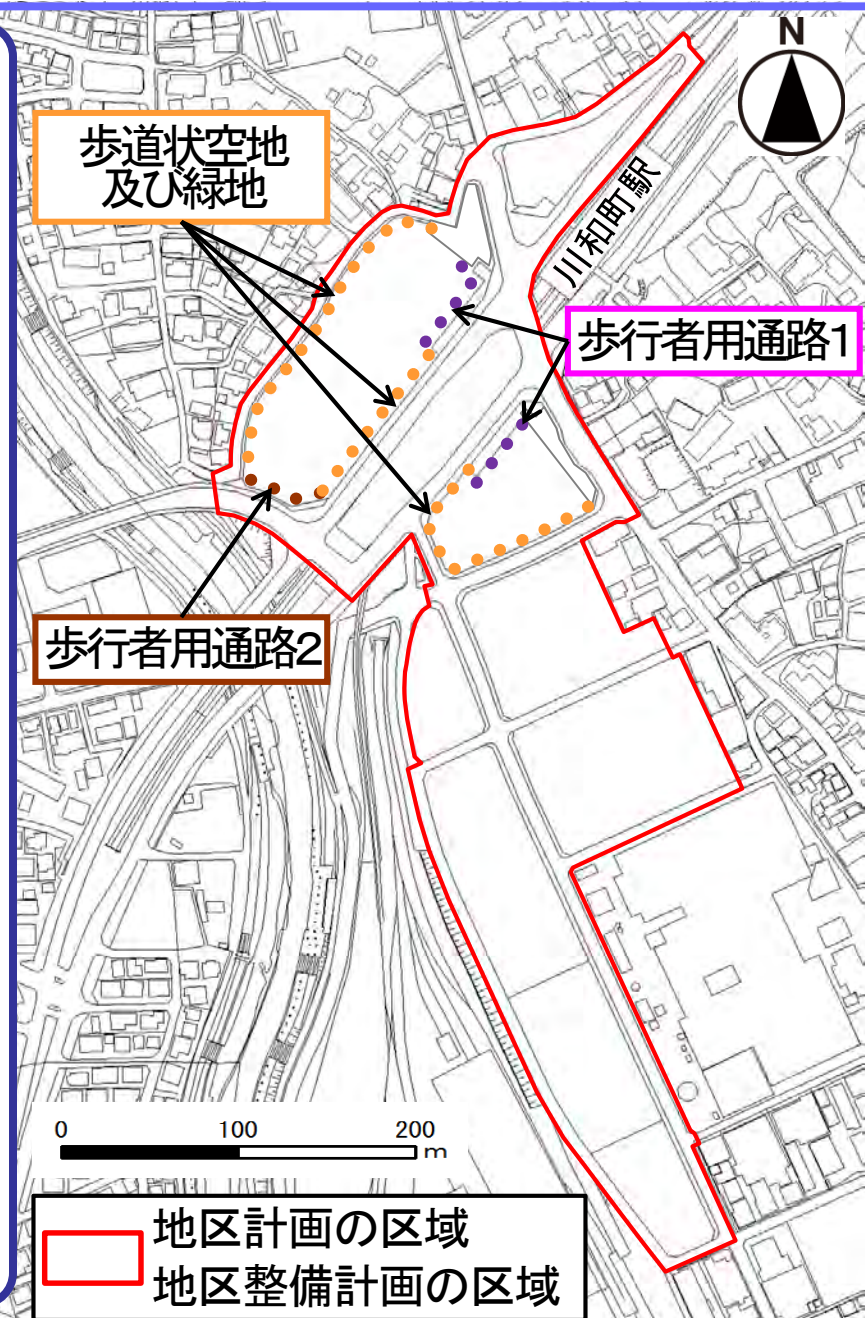 N
歩道状空地
及び緑地
川和町駅
歩行者用通路1
歩行者用通路2
0 100 200
m
地区計画の区域
地区整備計画の区域